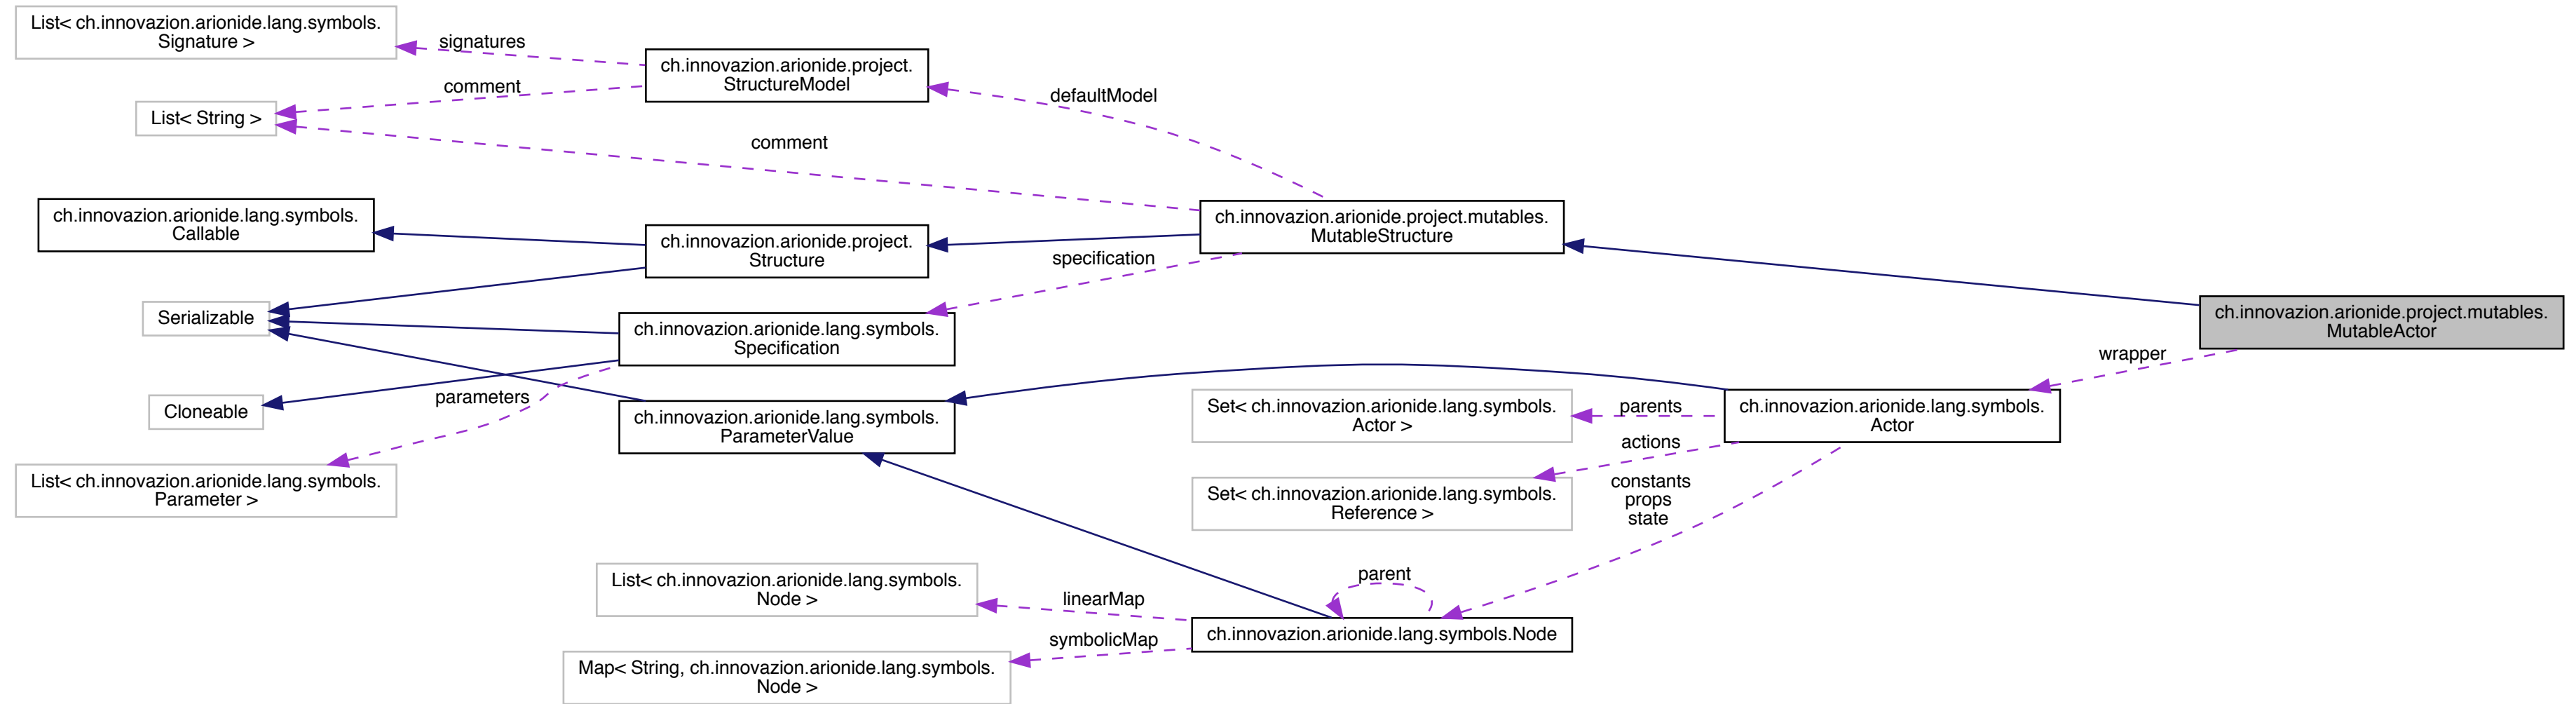 List< ch.innovazion.arionide.lang.symbols.
Signature >
signatures
ch.innovazion.arionide.project.
StructureModel
comment
defaultModel
List< String >
comment
ch.innovazion.arionide.lang.symbols.
Callable
ch.innovazion.arionide.project.
Structure
ch.innovazion.arionide.project.mutables.
MutableStructure
specification
Serializable
ch.innovazion.arionide.lang.symbols.
Specification
ch.innovazion.arionide.project.mutables.
MutableActor
wrapper
Cloneable
parameters
ch.innovazion.arionide.lang.symbols.
ParameterValue
Set< ch.innovazion.arionide.lang.symbols.
Actor >
parents
ch.innovazion.arionide.lang.symbols.
Actor
actions
List< ch.innovazion.arionide.lang.symbols.
Parameter >
Set< ch.innovazion.arionide.lang.symbols.
Reference >
constants
props
state
List< ch.innovazion.arionide.lang.symbols.
Node >
linearMap
parent
ch.innovazion.arionide.lang.symbols.Node
symbolicMap
Map< String, ch.innovazion.arionide.lang.symbols.
Node >